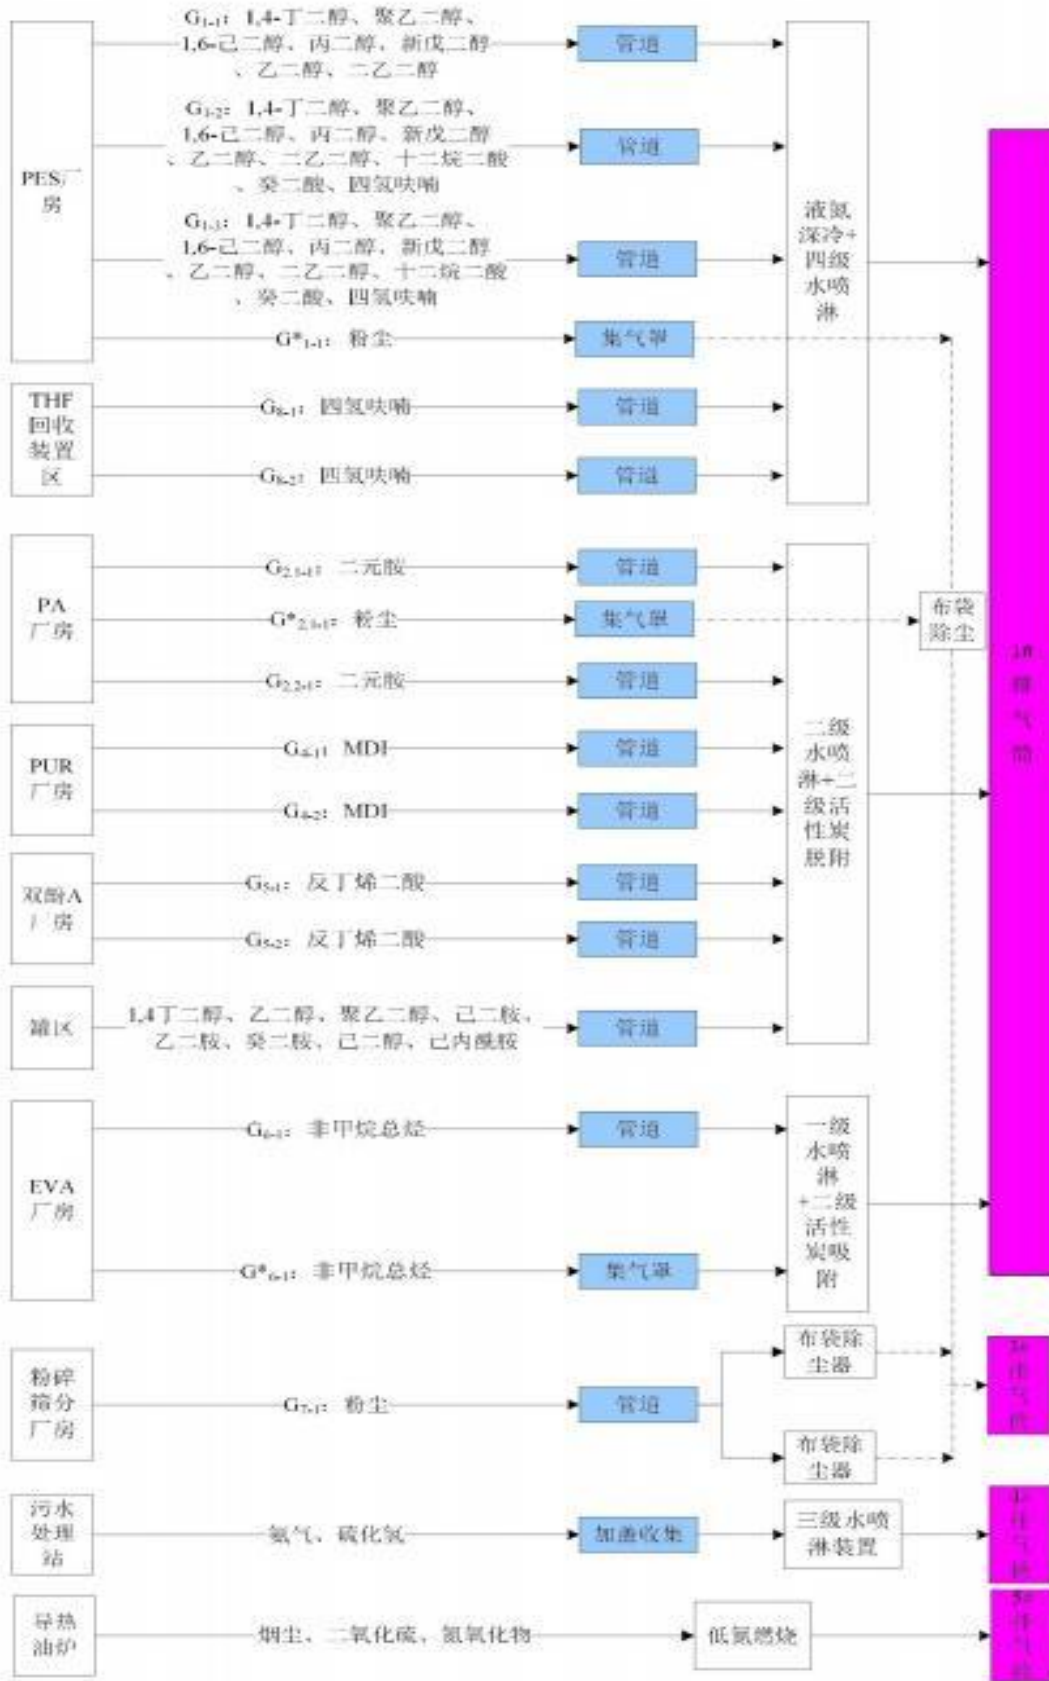 G1-1：1,4-丁二醇、聚乙二醇、
1,6-己二醇、丙二醇、新戊二醇
、乙二醇、二乙二醇
管道
G1-2：1,4-丁二醇、聚乙二醇、
1,6-己二醇、丙二醇、新戊二醇
、乙二醇、二乙二醇、十二烷二酸
、癸二酸、四氢呋喃
管道
PES厂
房
G1-3：1,4-丁二醇、聚乙二醇、
1,6-己二醇、丙二醇、新戊二醇
、乙二醇、二乙二醇、十二烷二酸
、癸二酸、四氢呋喃
管道
液氮
深冷+
四级
水喷
淋
G*1-1：粉尘
集气罩
THF
回收
装置
区
G8-1：四氢呋喃
管道
G8-2：四氢呋喃
管道
PA
厂房
G2.1-1：二元胺
管道
G*2.1-1：粉尘
集气罩
布袋
除尘
G2.2-1：二元胺
管道
PUR
厂房
G4-1：MDI
管道
G4-2：MDI
管道
二级
水喷
淋+二
级活
性炭
脱附
1#
排
气
筒
双酚A
厂房
G5-1：反丁烯二酸
管道
G5-2：反丁烯二酸
管道
罐区
1,4丁二醇、乙二醇、聚乙二醇、己二胺、
乙二胺、癸二胺、己二醇、己内酰胺
管道
EVA
厂房
G6-1：非甲烷总烃
管道
G*6-1：非甲烷总烃
集气罩
一级
水喷
淋
+二级
活性
炭吸
附
粉碎
筛分
厂房
G7-1：粉尘
管道
布袋除
尘器
布袋除
尘器
排
气
污水
处理
站
氨气、硫化氢
加盖收集
三级水喷
淋装置
排
气
导热
油炉
烟尘、二氧化硫、氮氧化物
低氮燃烧
5#
排
气